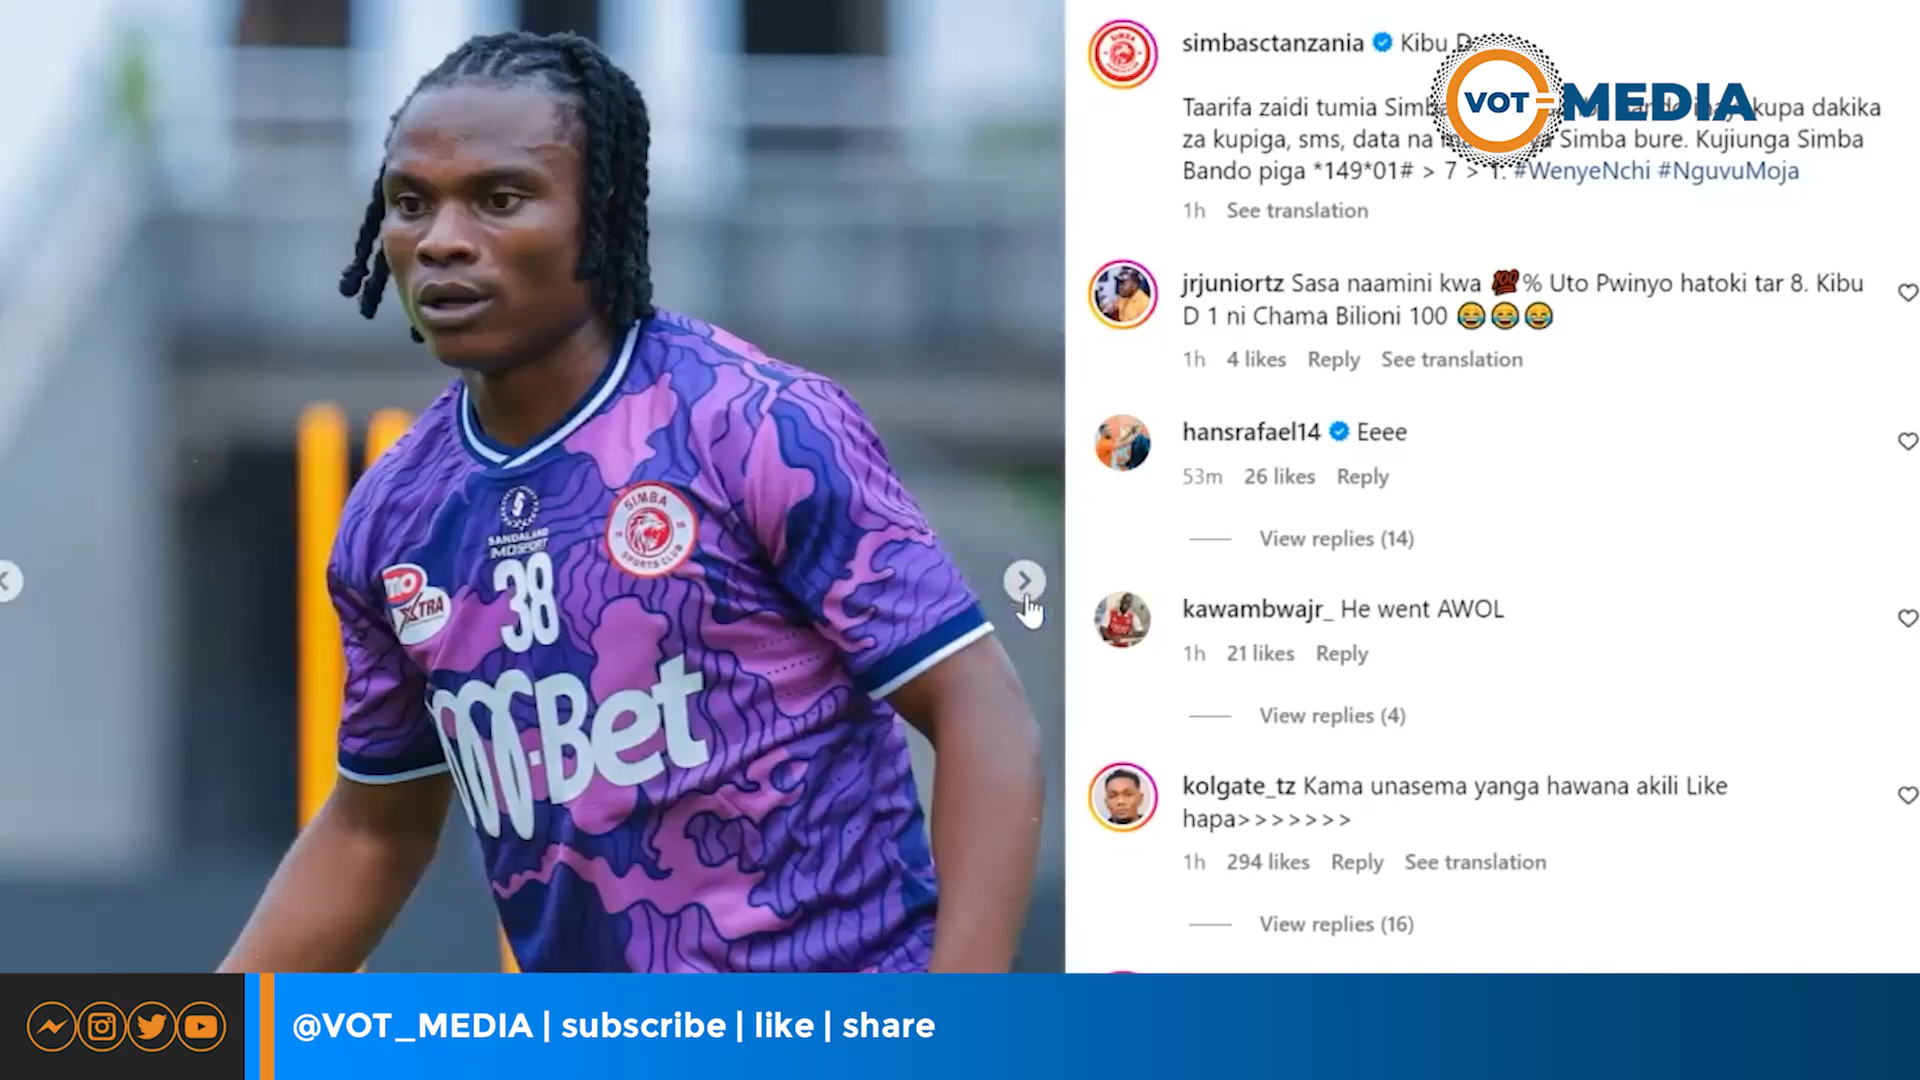 simbasctanzania Kibu D
VOT MEDIA
Taarifa zaidi tumia Simba kupa dakika
za kupiga, sms, data na Simba bure. Kujiunga Simba
Bando piga *149*01# > 7 > 1. #WenyeNchi #NguvuMoja
1h See translation
jrjuniortz Sasa naamini kwa 💯% Uto Pwinyo hatoki tar 8. Kibu
D 1 ni Chama Bilioni 100 😂😂😂
1h 4 likes Reply See translation
hansrafael14 Eeee
53m 26 likes Reply
View replies (14)
kawambwajr_ He went AWOL
1h 21 likes Reply
View replies (4)
kolgate_tz Kama unasema yanga hawana akili Like
hapa>>>>>>>
1h 294 likes Reply See translation
View replies (16)
S
SANDALAND
SIMBA
SPORTS CLUB
mo
XTRA
38
M-Bet
@VOT_MEDIA | subscribe | like | share